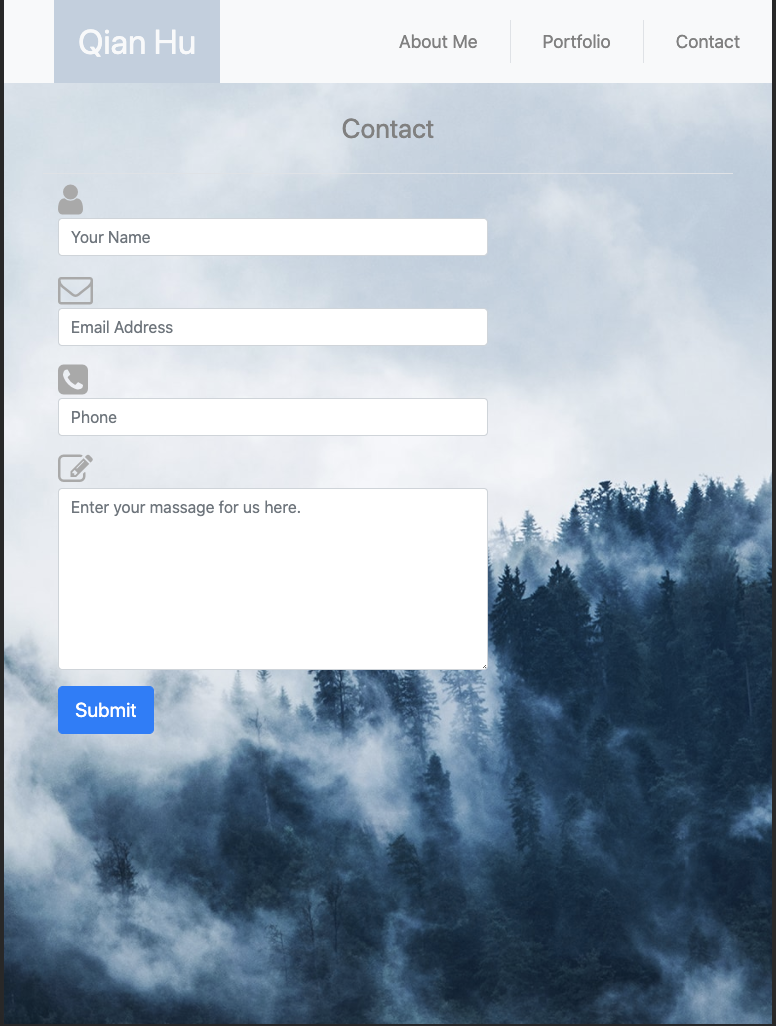 Qian Hu
About Me
Portfolio
Contact
Contact
Your Name
Email Address
Phone
Enter your massage for us here.
Submit